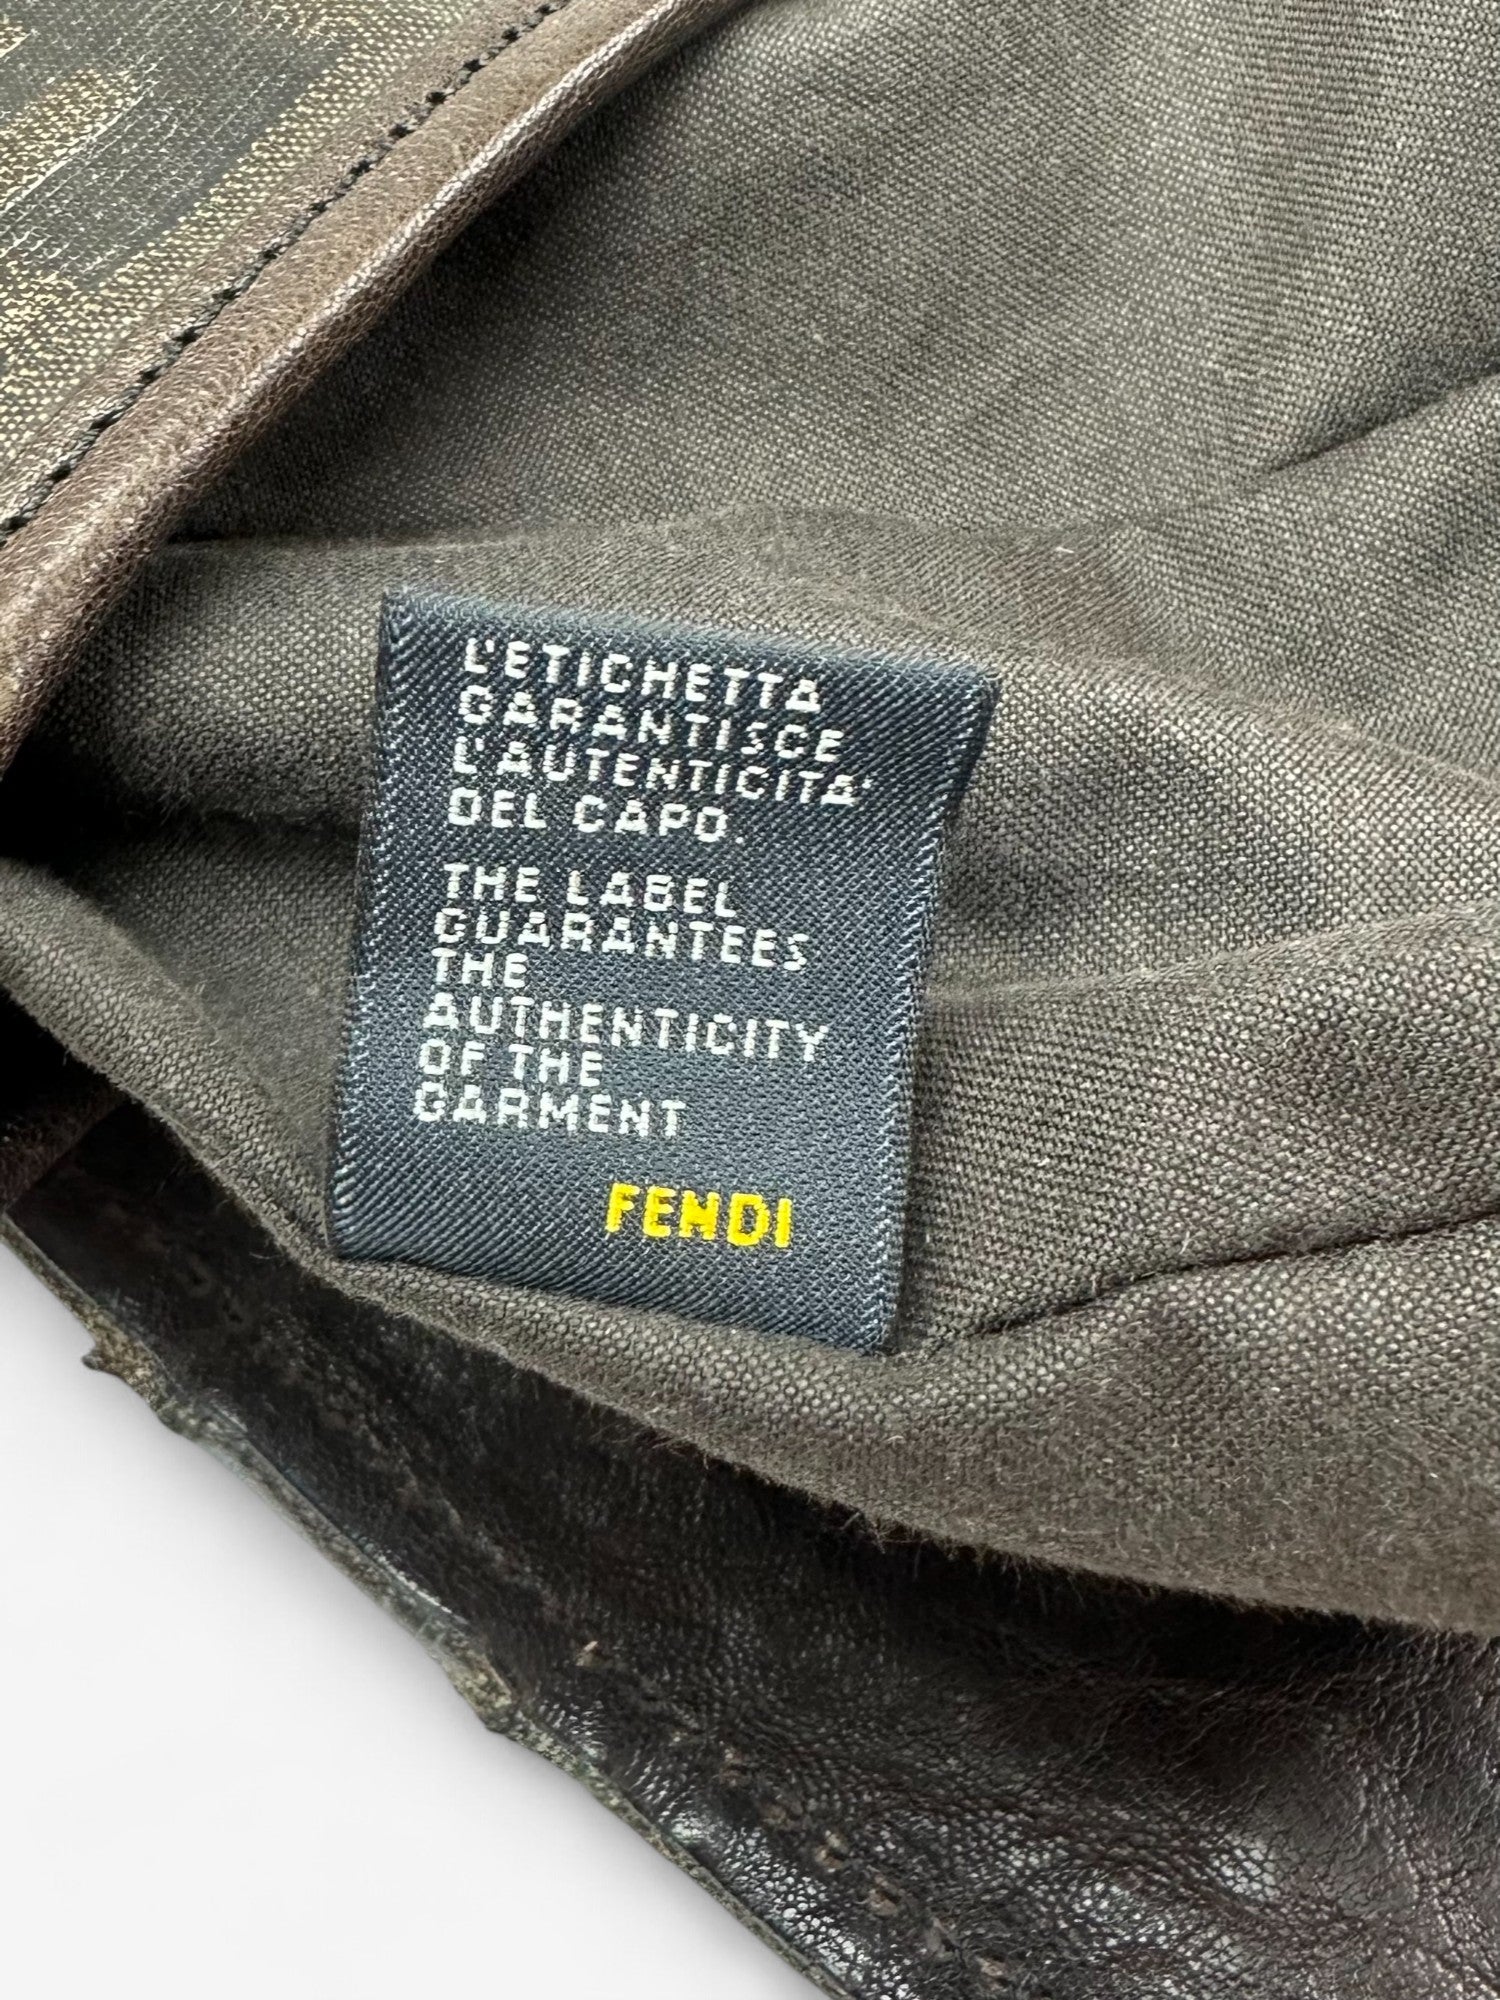 L'ETICHETTA
GARANTISCE
L'AUTENTICITA'
DEL CAPO.
THE LABEL
GUARANTEES
THE
AUTHENTICITY
OF THE
GARMENT
FENDI